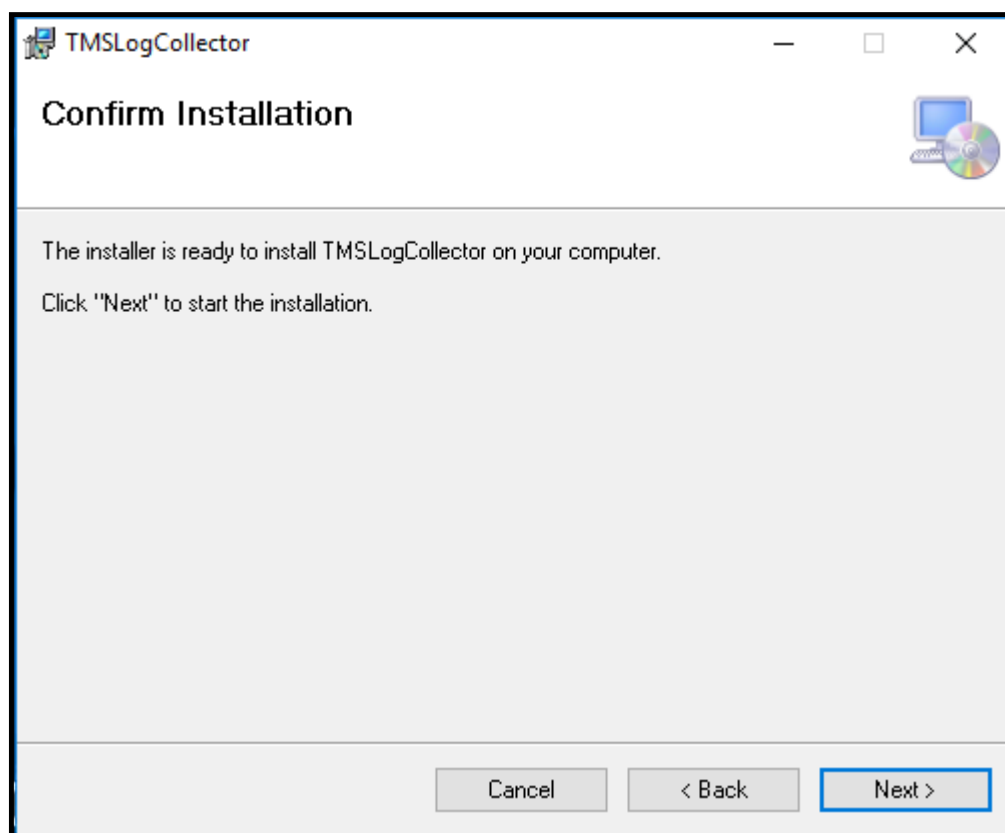 TMSLogCollector
Confirm Installation
The installer is ready to install TMSLogCollector on your computer.
Click "Next" to start the installation.
Cancel
< Back
Next >